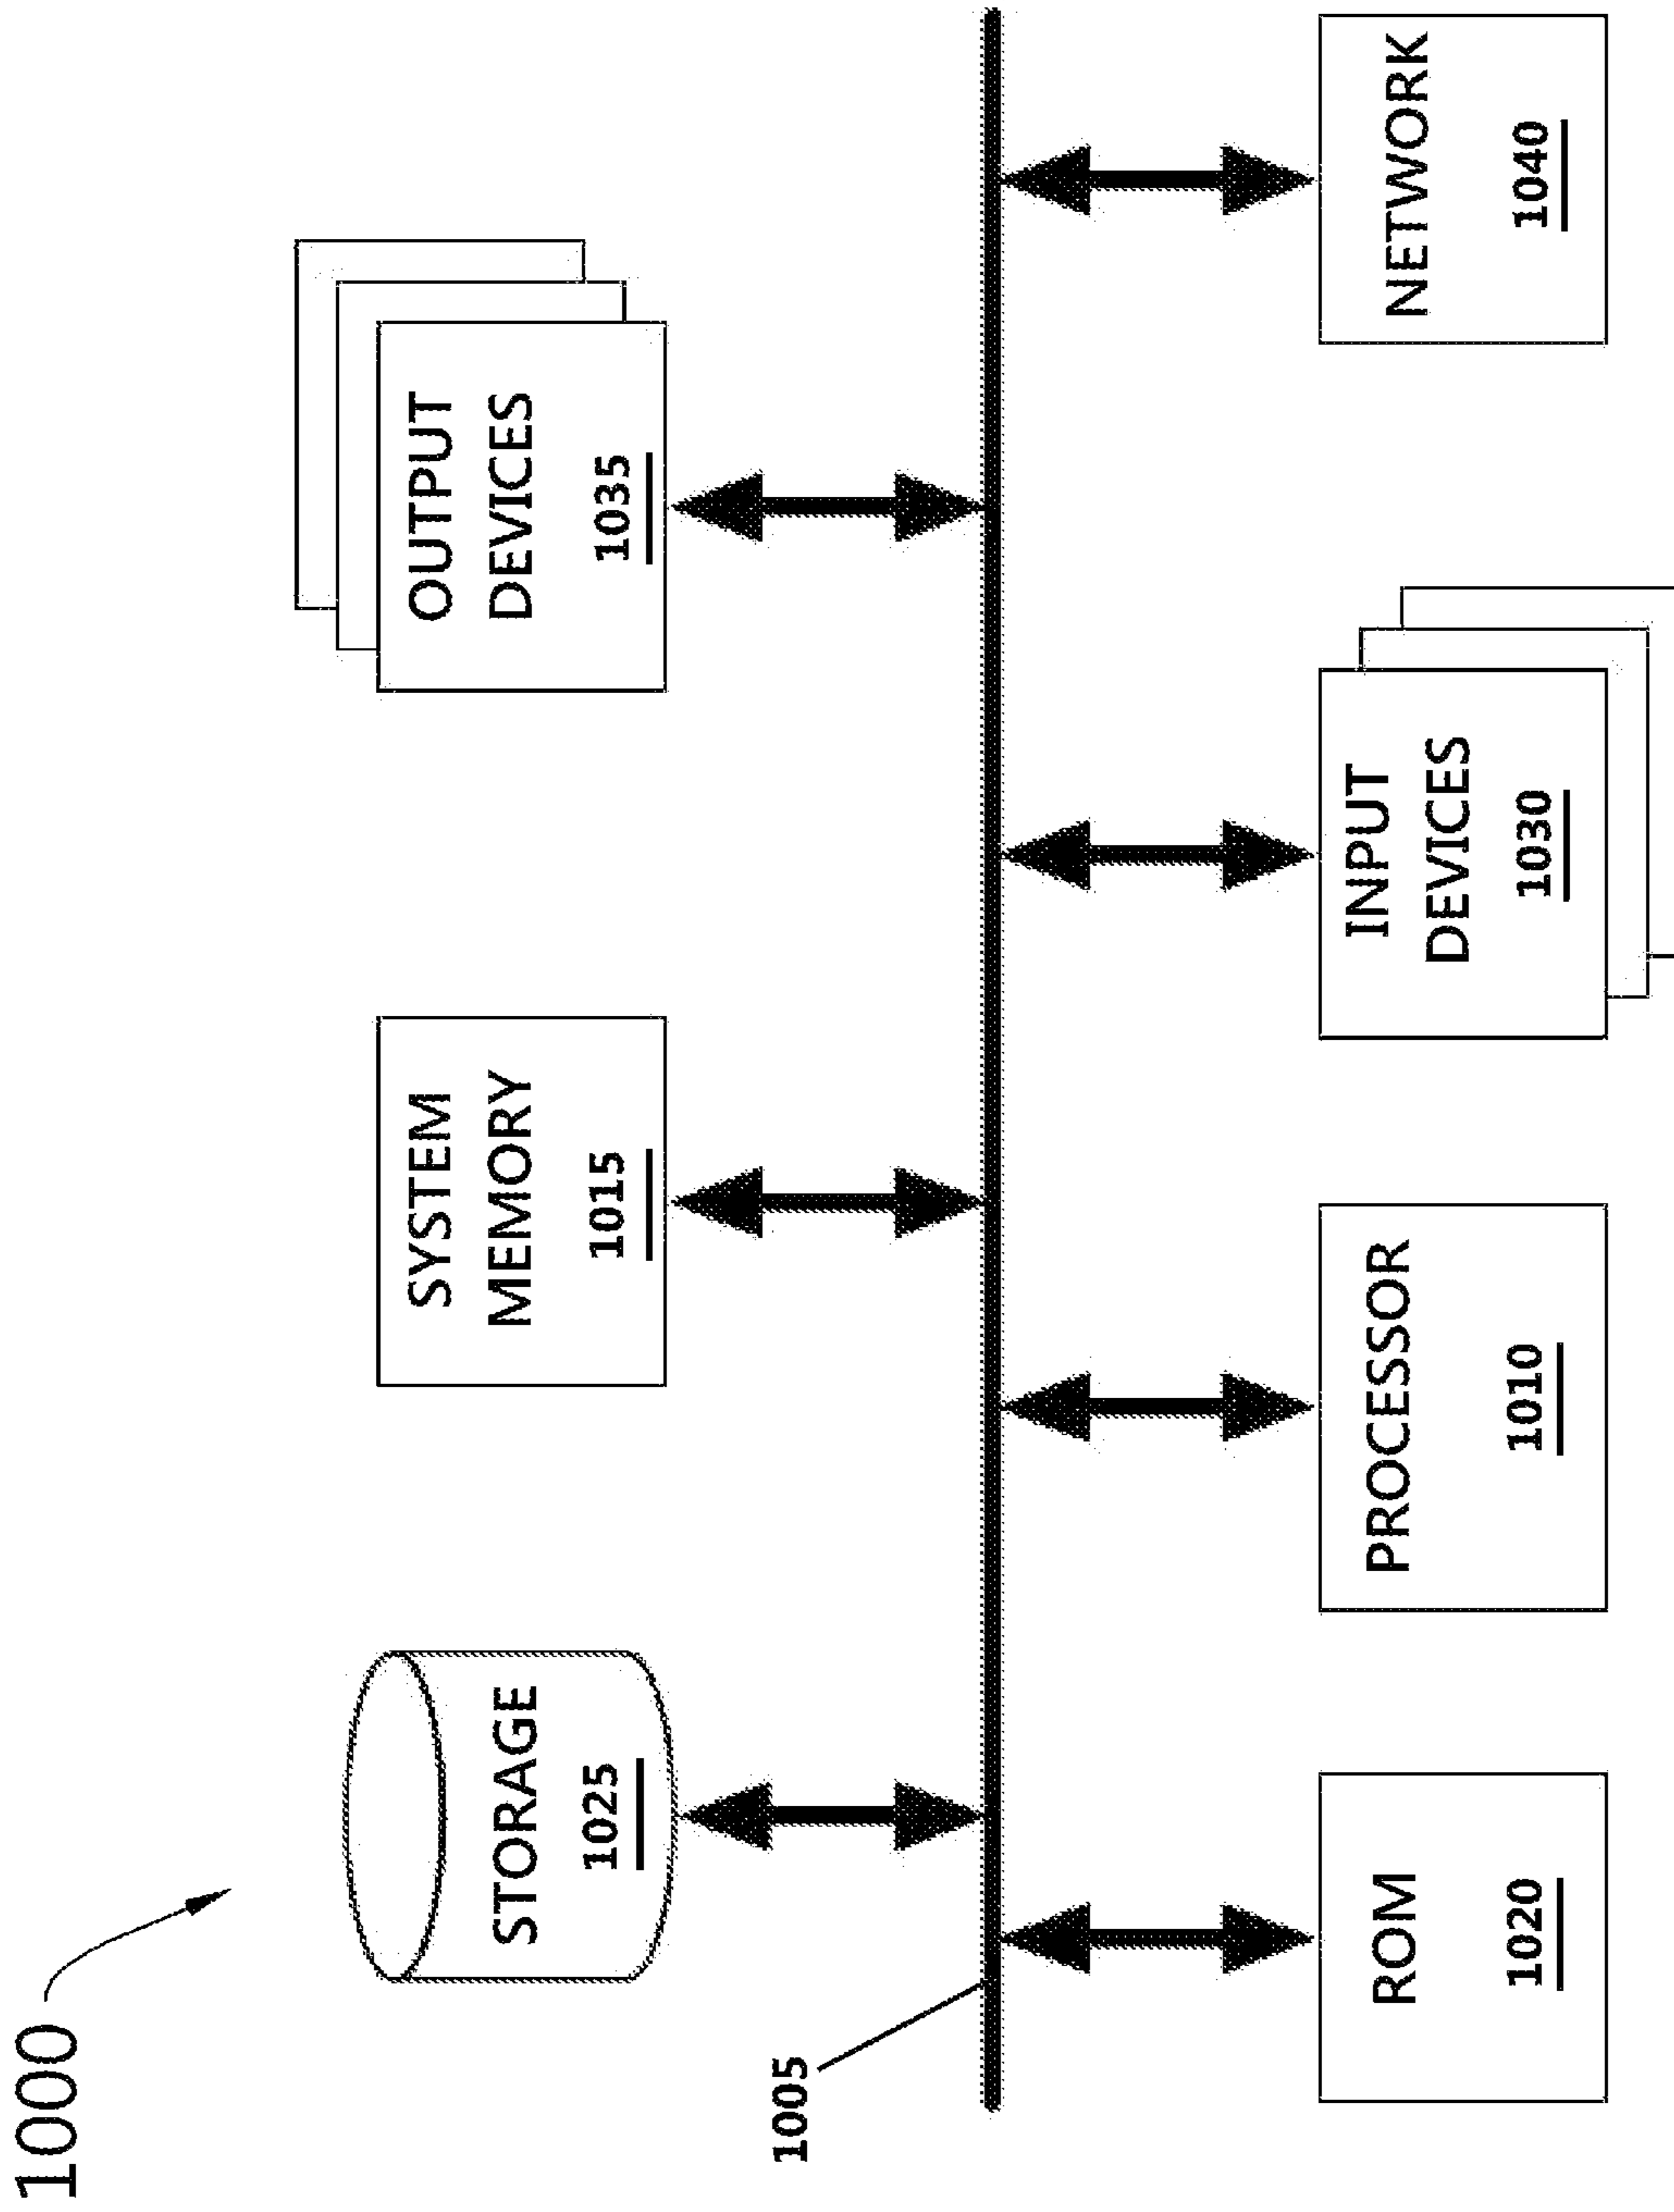 1000
STORAGE
1025
SYSTEM
MEMORY
1015
OUTPUT
DEVICES
1035
1005
ROM
1020
PROCESSOR
1010
INPUT
DEVICES
1030
NETWORK
1040